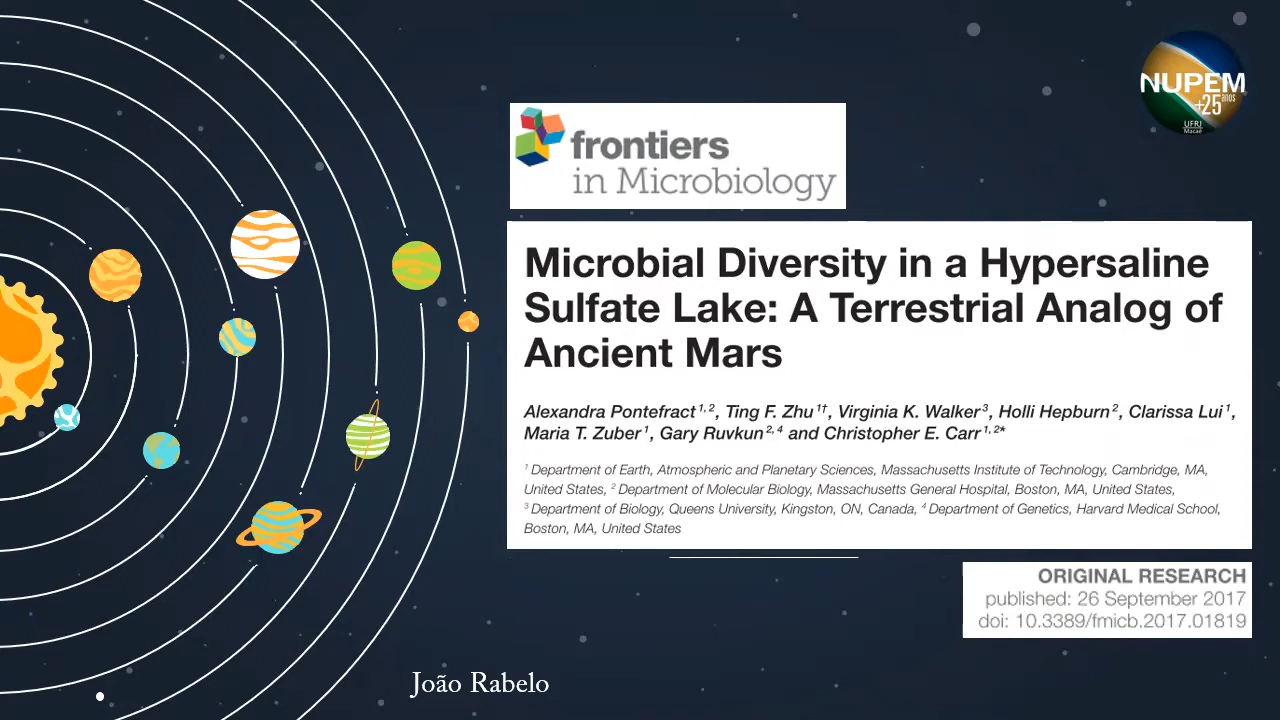 NUPEM
+25 anos
UFRJ
Macaé
frontiers
in Microbiology
Microbial Diversity in a Hypersaline
Sulfate Lake: A Terrestrial Analog of
Ancient Mars
Alexandra Pontefract 1,2, Ting F. Zhu 1†, Virginia K. Walker 3, Holli Hepburn 2, Clarissa Lui 1,
Maria T. Zuber 1, Gary Ruvkun 2,4 and Christopher E. Carr 1,2*
1 Department of Earth, Atmospheric and Planetary Sciences, Massachusetts Institute of Technology, Cambridge, MA,
United States, 2 Department of Molecular Biology, Massachusetts General Hospital, Boston, MA, United States,
3 Department of Biology, Queens University, Kingston, ON, Canada, 4 Department of Genetics, Harvard Medical School,
Boston, MA, United States
ORIGINAL RESEARCH
published: 26 September 2017
doi: 10.3389/fmicb.2017.01819
João Rabelo